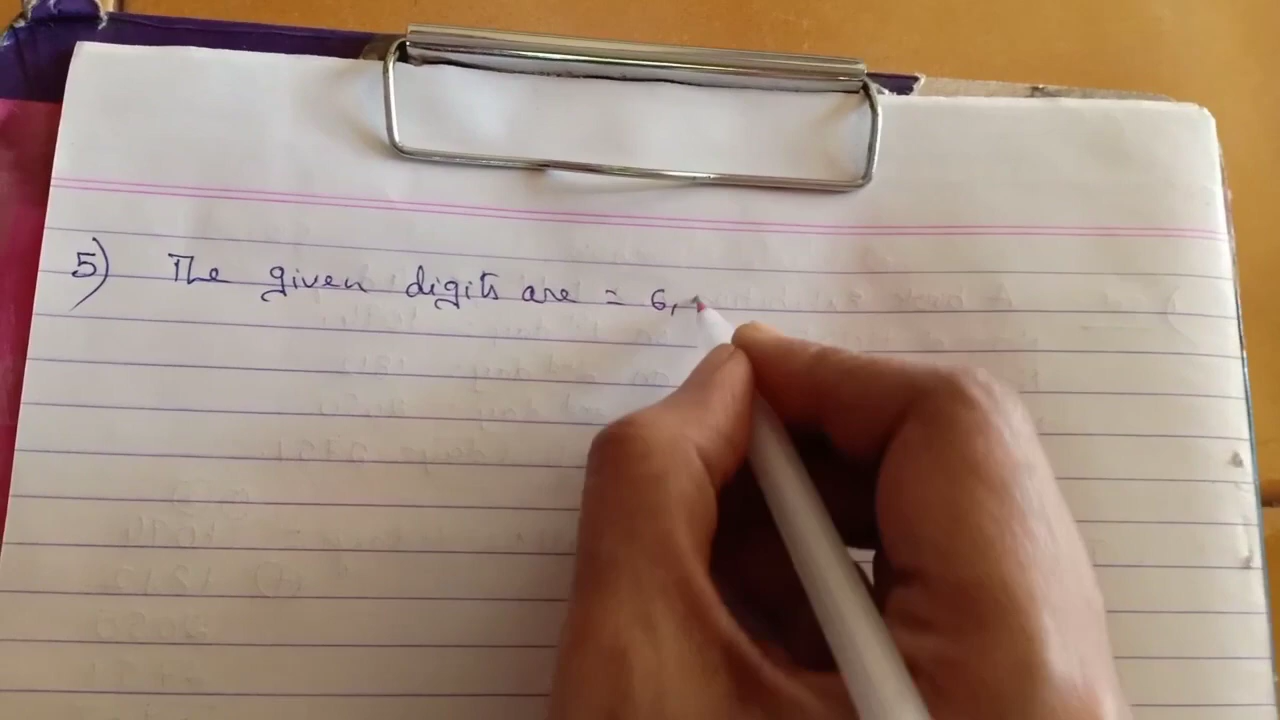 5) The given digits are = 6,